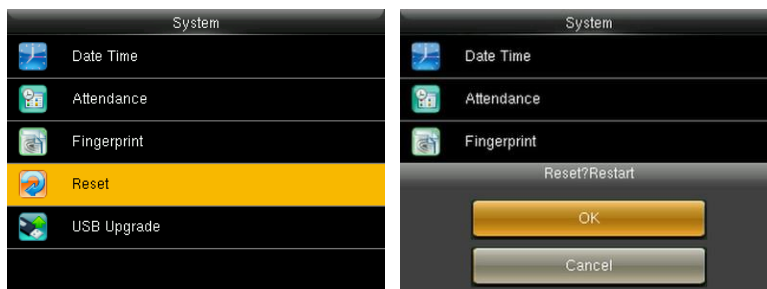 System
Date Time
Attendance
Fingerprint
Reset
USB Upgrade
System
Date Time
Attendance
Fingerprint
Reset?Restart
OK
Cancel